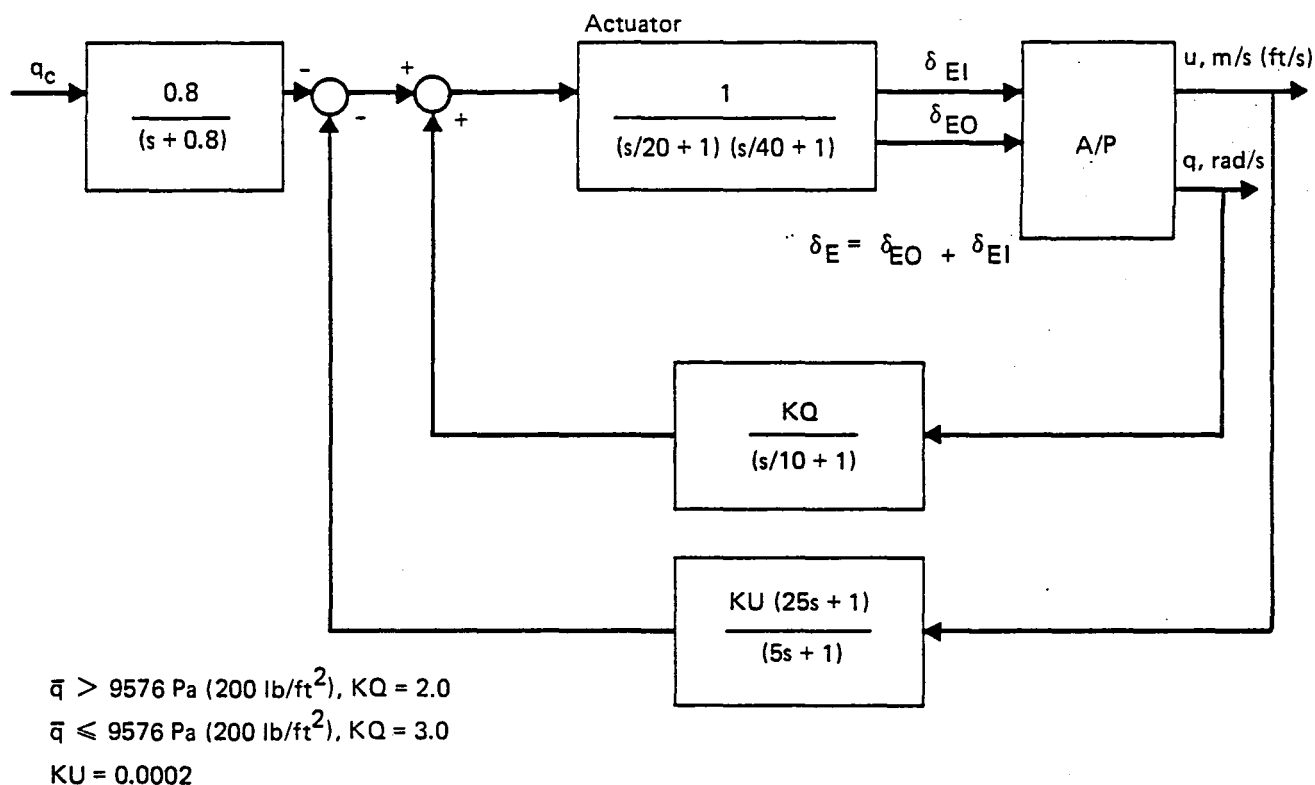 Actuator
q_c
0.8
(s + 0.8)
-
-
+
+
1
(s/20 + 1) (s/40 + 1)
δ_EI
δ_EO
A/P
u, m/s (ft/s)
q, rad/s
δ_E = δ_EO + δ_EI
KQ
(s/10 + 1)
KU (25s + 1)
(5s + 1)
q̄ > 9576 Pa (200 lb/ft²), KQ = 2.0
q̄ ≤ 9576 Pa (200 lb/ft²), KQ = 3.0
KU = 0.0002